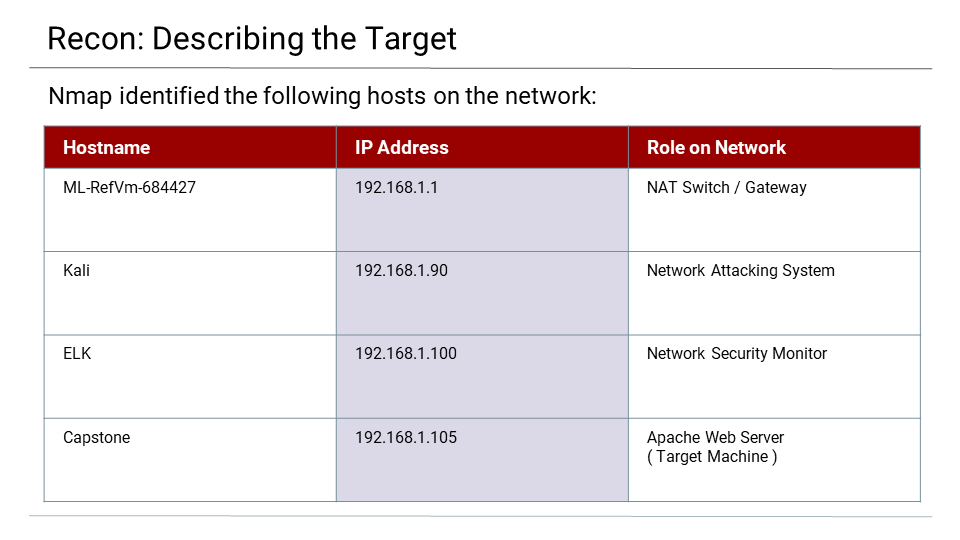 Recon: Describing the Target
Nmap identified the following hosts on the network:
Hostname IP Address Role on Network
ML-RefVm-684427 192.168.1.1 NAT Switch / Gateway
Kali 192.168.1.90 Network Attacking System
ELK 192.168.1.100 Network Security Monitor
Capstone 192.168.1.105 Apache Web Server
( Target Machine )